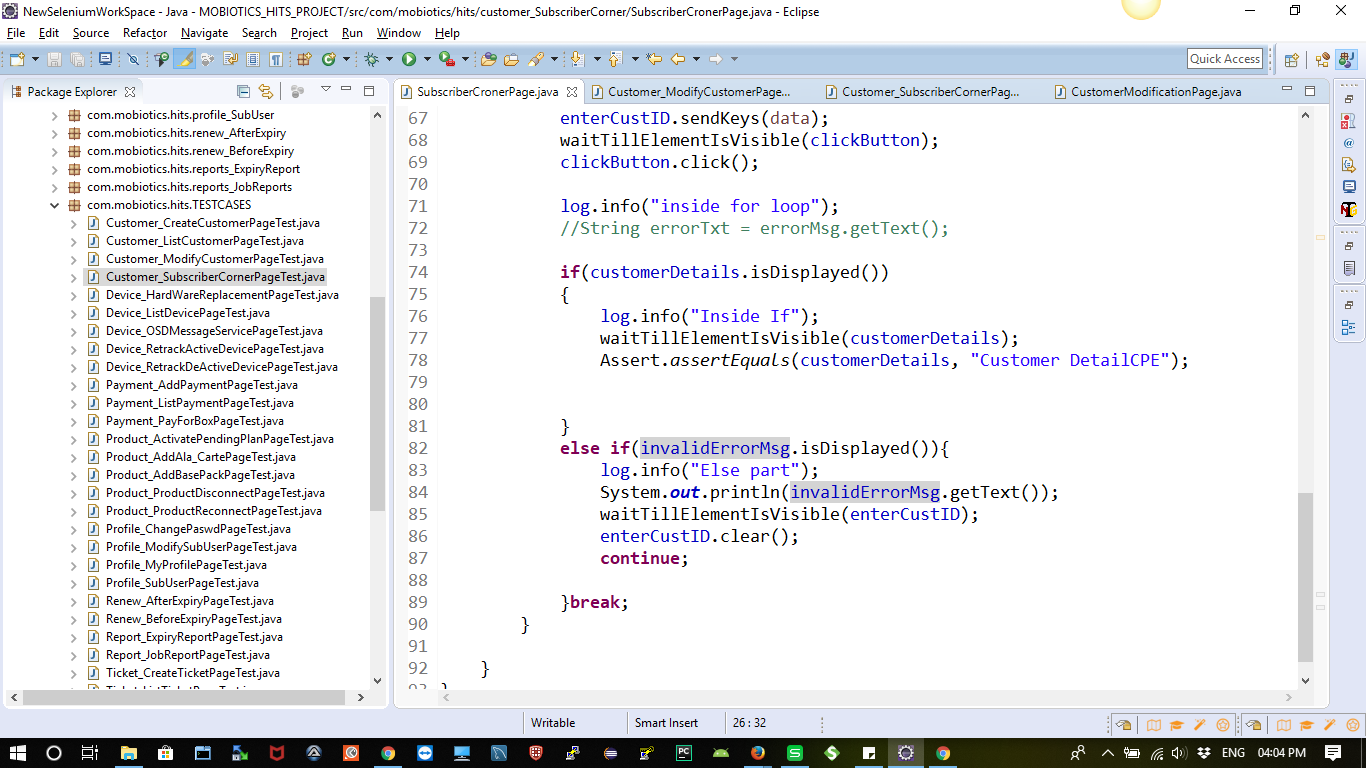 NewSeleniumWorkSpace - Java - MOBIOTICS_HITS_PROJECT/src/com/mobiotics/hits/customer_SubscriberCorner/SubscriberCronerPage.java - Eclipse
File Edit Source Refactor Navigate Search Project Run Window Help
Quick Access
Package Explorer
SubscriberCronerPage.java Customer_ModifyCustomerPage... Customer_SubscriberCornerPag... CustomerModificationPage.java
com.mobiotics.hits.profile_SubUser
com.mobiotics.hits.renew_AfterExpiry
com.mobiotics.hits.renew_BeforeExpiry
com.mobiotics.hits.reports_ExpiryReport
com.mobiotics.hits.reports_JobReports
com.mobiotics.hits.TESTCASES
Customer_CreateCustomerPageTest.java
Customer_ListCustomerPageTest.java
Customer_ModifyCustomerPageTest.java
Customer_SubscriberCornerPageTest.java
Device_HardWareReplacementPageTest.java
Device_ListDevicePageTest.java
Device_OSDMessageServicePageTest.java
Device_RetrackActiveDevicePageTest.java
Device_RetrackDeActiveDevicePageTest.java
Payment_AddPaymentPageTest.java
Payment_ListPaymentPageTest.java
Payment_PayForBoxPageTest.java
Product_ActivatePendingPlanPageTest.java
Product_AddAla_CartePageTest.java
Product_AddBasePackPageTest.java
Product_ProductDisconnectPageTest.java
Product_ProductReconnectPageTest.java
Profile_ChangePaswdPageTest.java
Profile_ModifySubUserPageTest.java
Profile_MyProfilePageTest.java
Profile_SubUserPageTest.java
Renew_AfterExpiryPageTest.java
Renew_BeforeExpiryPageTest.java
Report_ExpiryReportPageTest.java
Report_JobReportPageTest.java
Ticket_CreateTicketPageTest.java
67 enterCustID.sendKeys(data);
68 waitTillElementIsVisible(clickButton);
69 clickButton.click();
70
71 log.info("inside for loop");
72 //String errorTxt = errorMsg.getText();
73
74 if(customerDetails.isDisplayed())
75 {
76 log.info("Inside If");
77 waitTillElementIsVisible(customerDetails);
78 Assert.assertEquals(customerDetails, "Customer DetailCPE");
79
80
81 }
82 else if(invalidErrorMsg.isDisplayed()){
83 log.info("Else part");
84 System.out.println(invalidErrorMsg.getText());
85 waitTillElementIsVisible(enterCustID);
86 enterCustID.clear();
87 continue;
88
89 }break;
90 }
91
92 }
Writable Smart Insert 26 : 32
ENG 04:04 PM